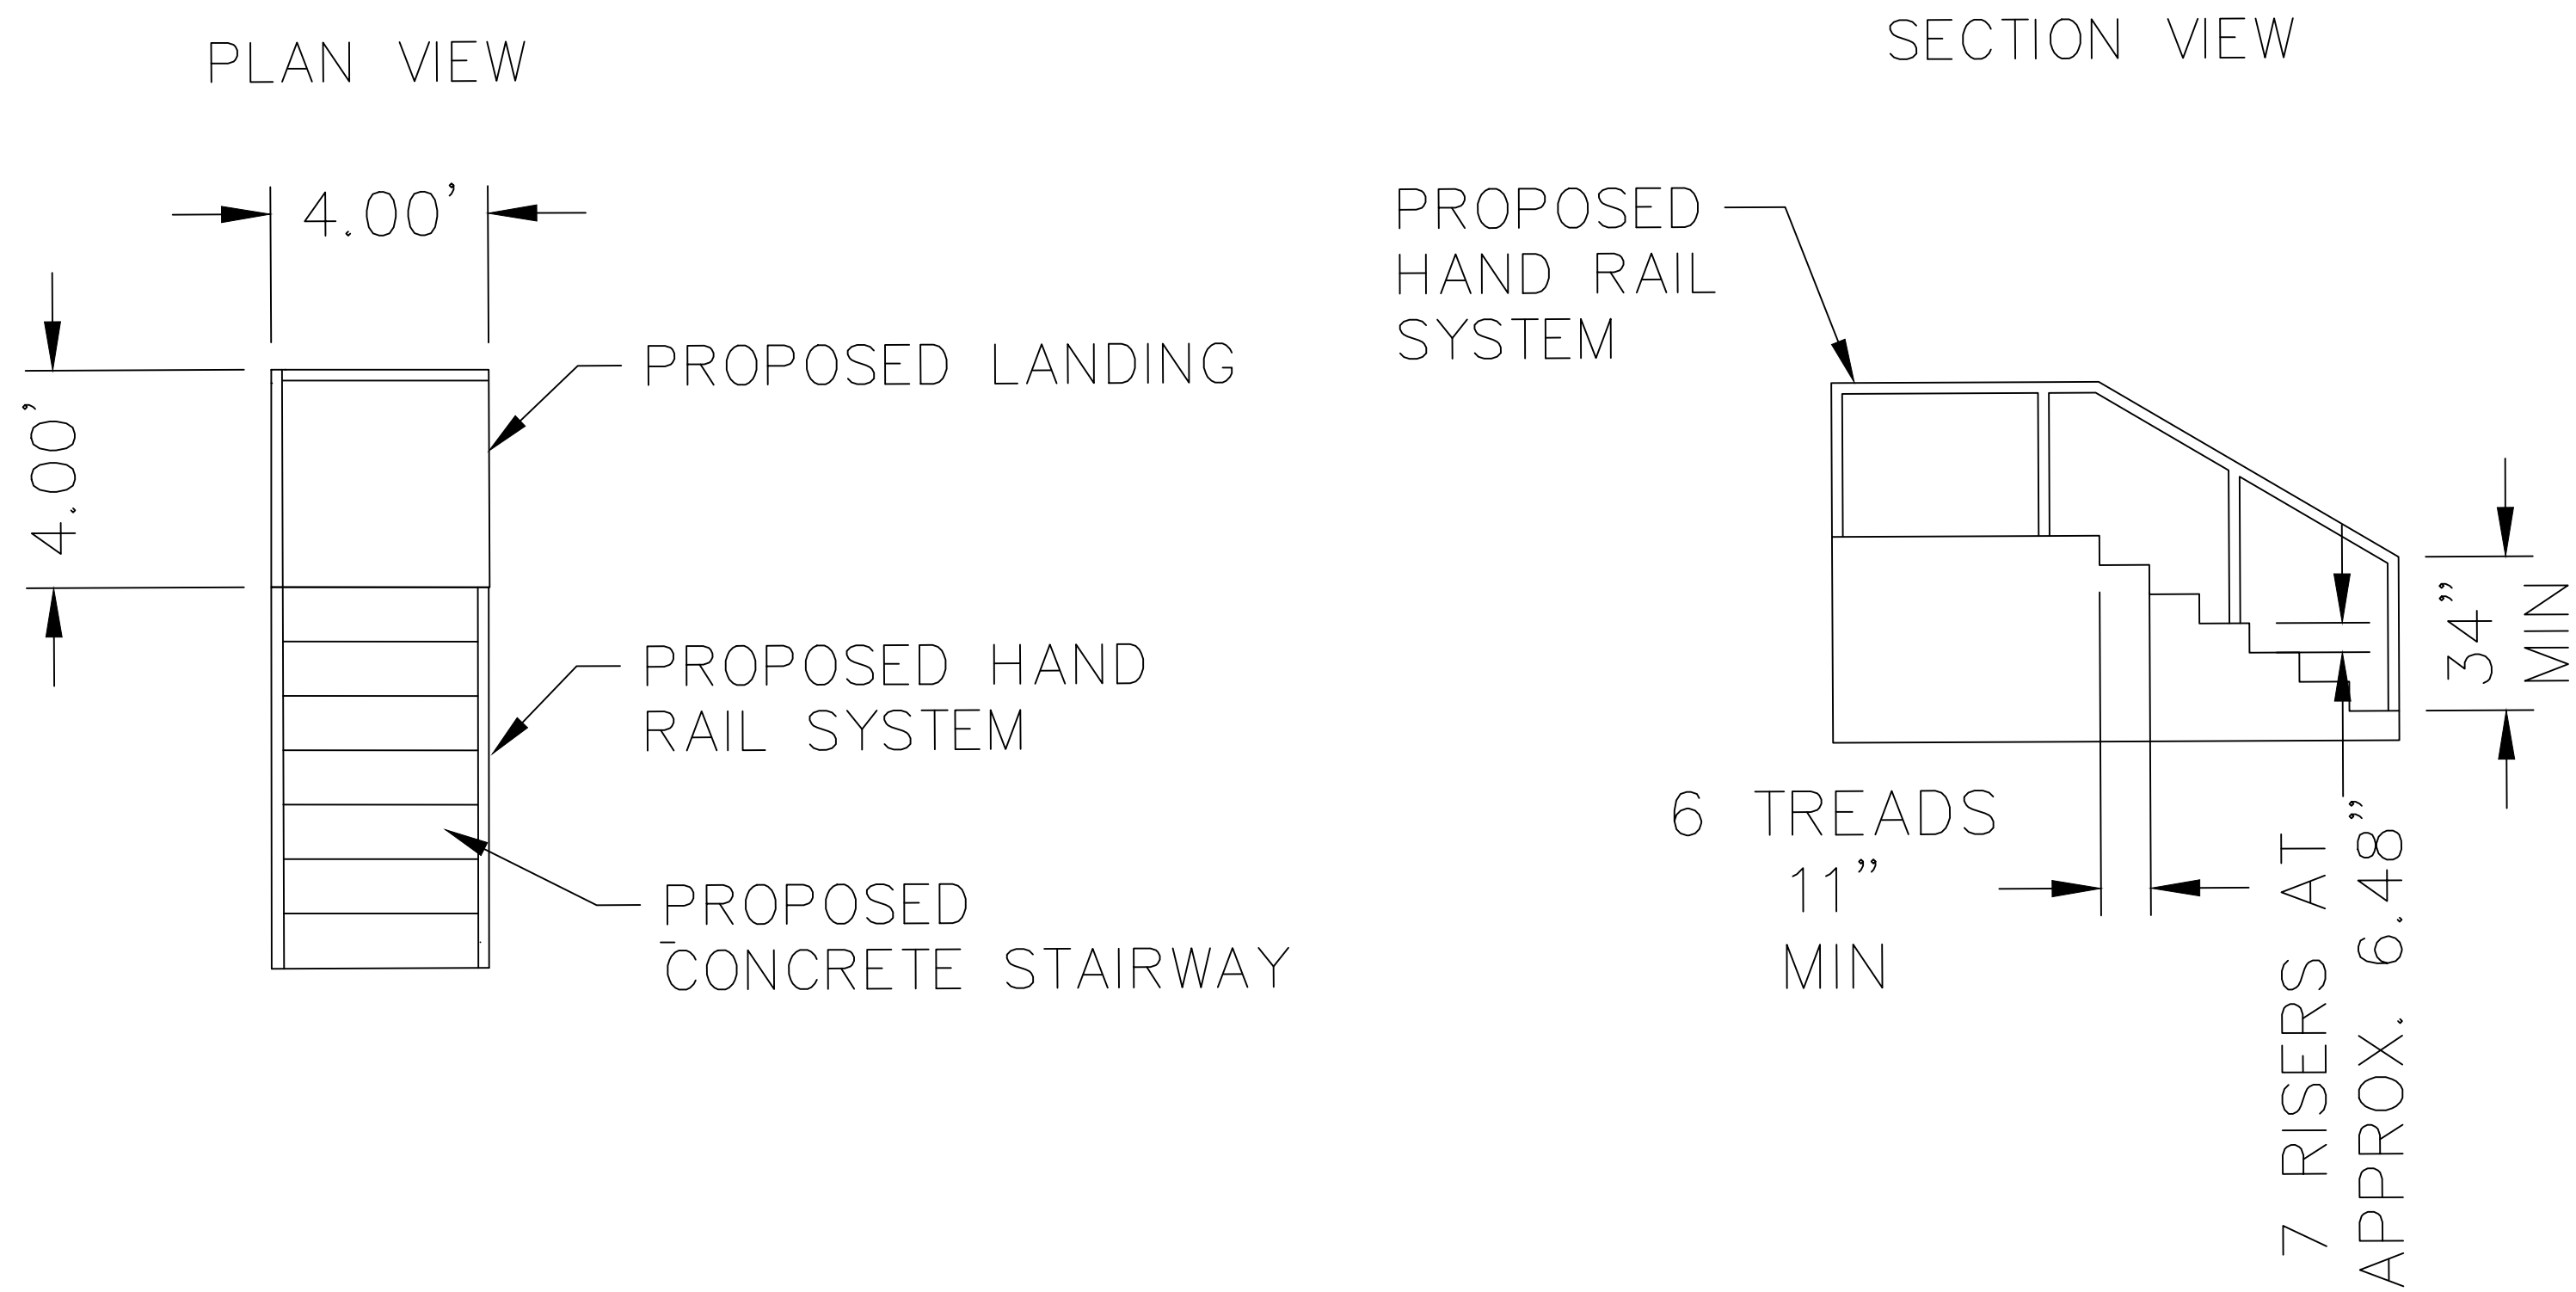 PLAN VIEW
4.00'
4.00'
PROPOSED LANDING
PROPOSED HAND
RAIL SYSTEM
PROPOSED
CONCRETE STAIRWAY
SECTION VIEW
PROPOSED
HAND RAIL
SYSTEM
34"
MIN
6 TREADS
11"
MIN
7 RISERS AT
APPROX. 6.48"